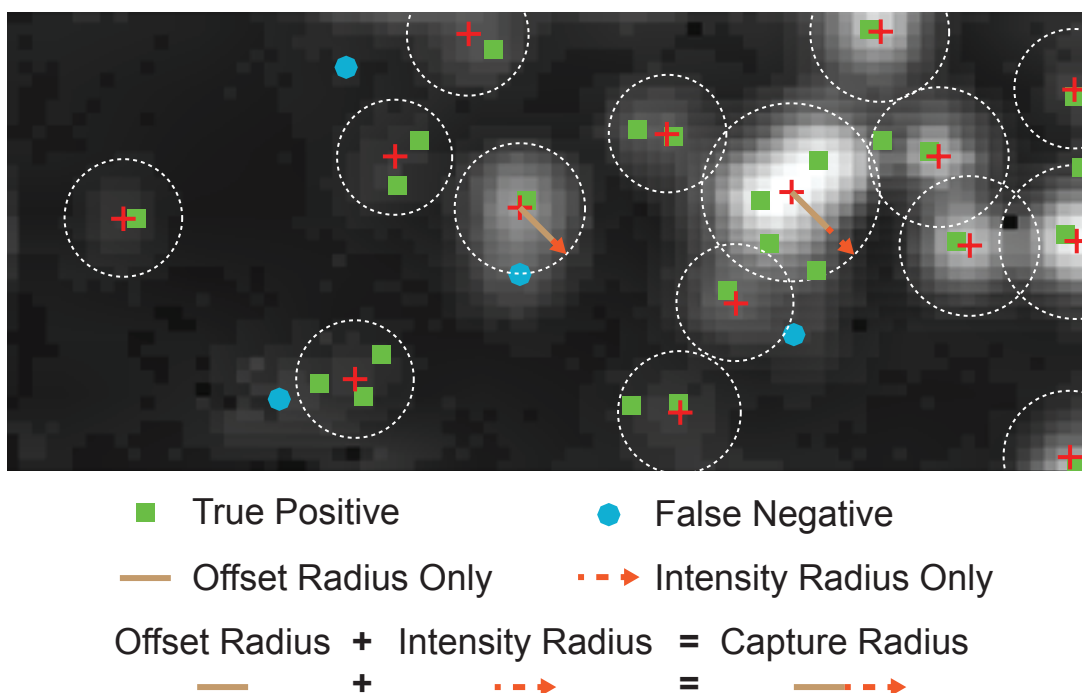 True Positive False Negative
Offset Radius Only Intensity Radius Only
Offset Radius + Intensity Radius = Capture Radius
+ =